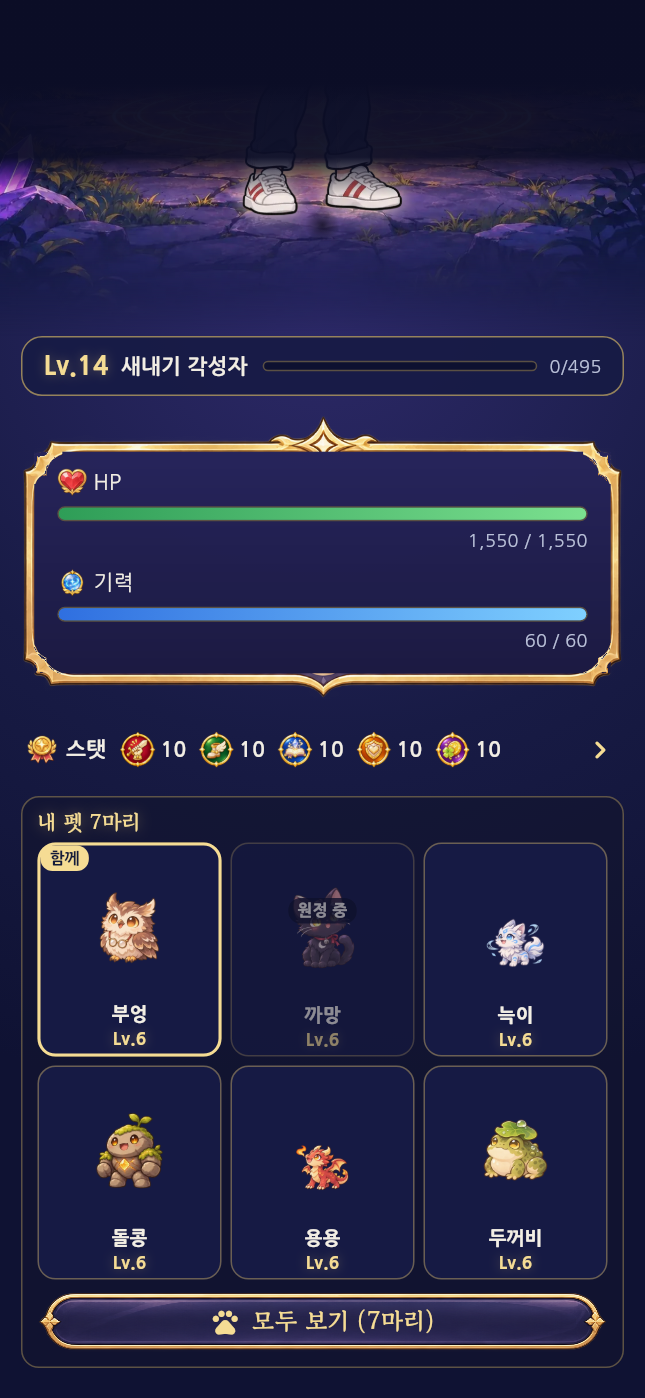 Lv.14 새내기 각성자 0/495
HP
1,550 / 1,550
기력
60 / 60
스탯 10 10 10 10 10
내 펫 7마리
함께
원정 중
부엉 까망 늑이
Lv.6 Lv.6 Lv.6
돌콩 용용 두꺼비
Lv.6 Lv.6 Lv.6
모두 보기 (7마리)